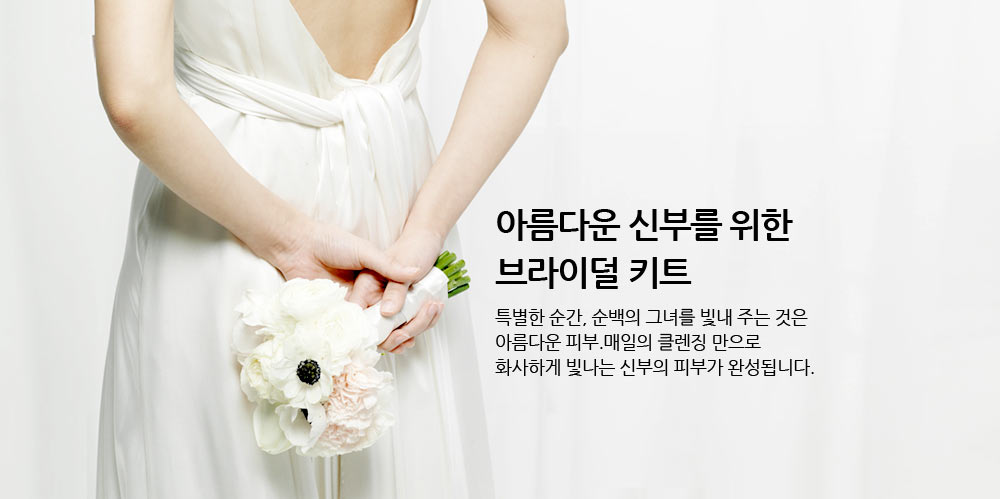 아름다운 신부를 위한
브라이덜 키트
특별한 순간, 순백의 그녀를 빛내 주는 것은
아름다운 피부.매일의 클렌징 만으로
화사하게 빛나는 신부의 피부가 완성됩니다.